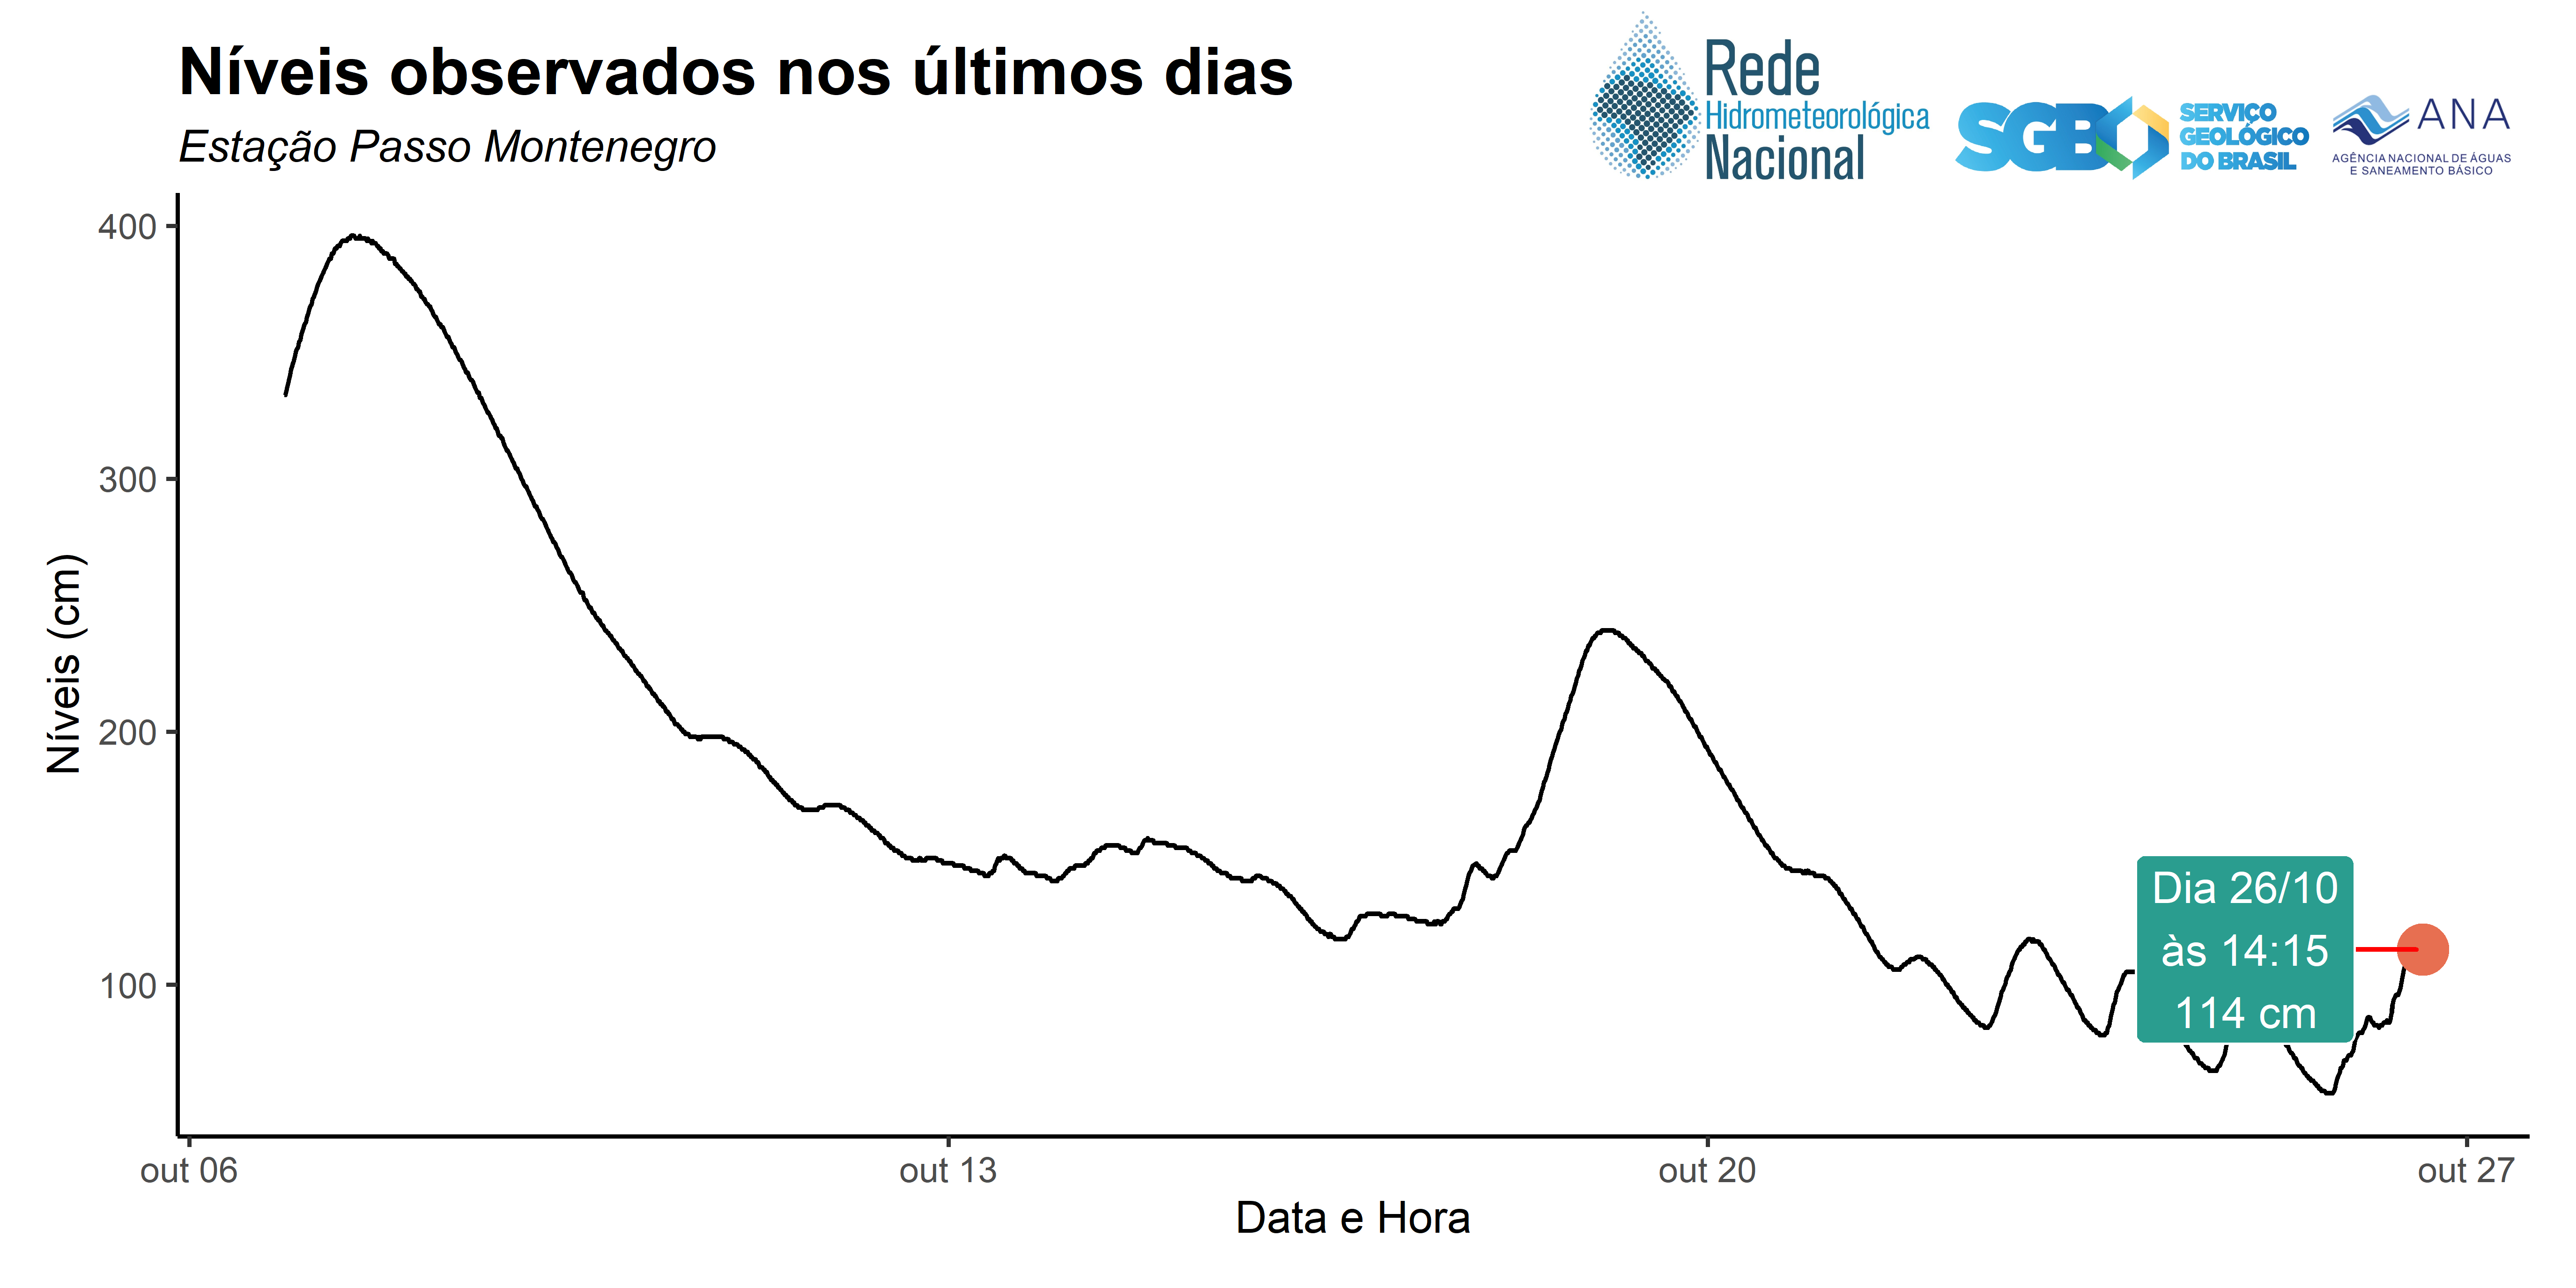 Níveis observados nos últimos dias
Estação Passo Montenegro
Rede
Hidrometeorológica
Nacional
SGB
SERVIÇO
GEOLÓGICO
DO BRASIL
ANA
AGÊNCIA NACIONAL DE ÁGUAS
E SANEAMENTO BÁSICO
Níveis (cm)
400
300
200
100
Dia 26/10
às 14:15
114 cm
out 06
out 13
out 20
out 27
Data e Hora